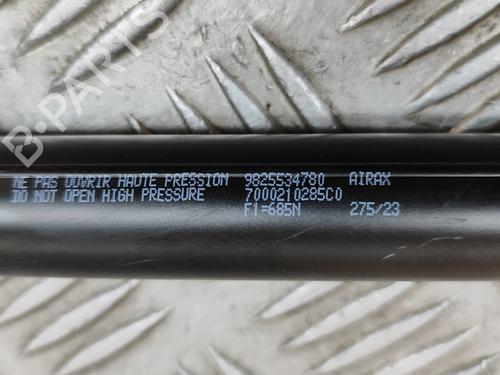 B-PARTS
NE PAS OUVRIR HAUTE PRESSION 9825534780 AIRAX
DO NOT OPEN HIGH PRESSURE 7000210285C0
F1=685N 275/23